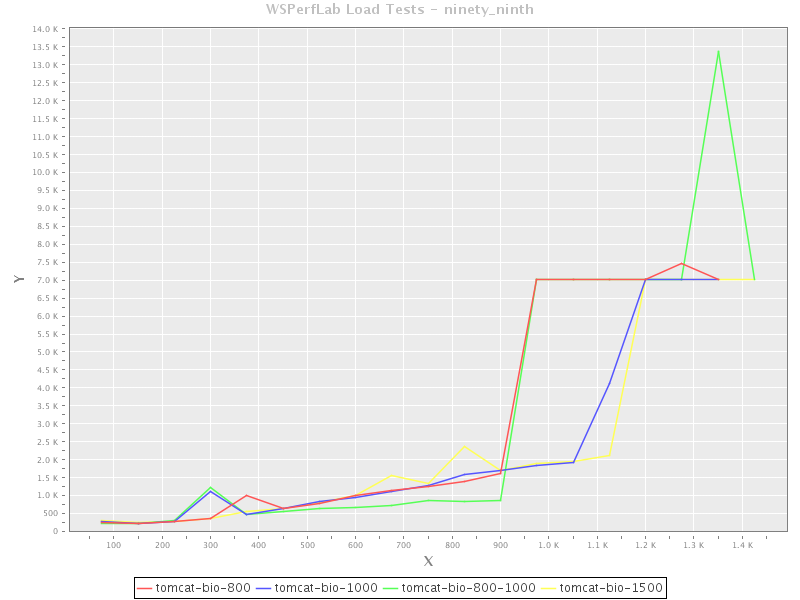 WSPerfLab Load Tests - ninety_ninth
14.0 K
13.5 K
13.0 K
12.5 K
12.0 K
11.5 K
11.0 K
10.5 K
10.0 K
9.5 K
9.0 K
8.5 K
8.0 K
7.5 K
7.0 K
6.5 K
6.0 K
5.5 K
5.0 K
4.5 K
4.0 K
3.5 K
3.0 K
2.5 K
2.0 K
1.5 K
1.0 K
500
0
Y
100 200 300 400 500 600 700 800 900 1.0 K 1.1 K 1.2 K 1.3 K 1.4 K
X
tomcat-bio-800 tomcat-bio-1000 tomcat-bio-800-1000 tomcat-bio-1500